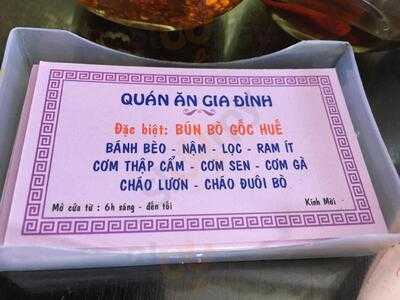 QUÁN ĂN GIA ĐÌNH
Đặc biệt: BÚN BÒ GỐC HUẾ
BÁNH BÈO - NẬM - LỌC - RAM ÍT
CƠM THẬP CẨM - CƠM SEN - CƠM GÀ
CHÁO LƯƠN - CHÁO ĐUÔI BÒ
Mở cửa từ : 6h sáng - đến tối
Kính Mời